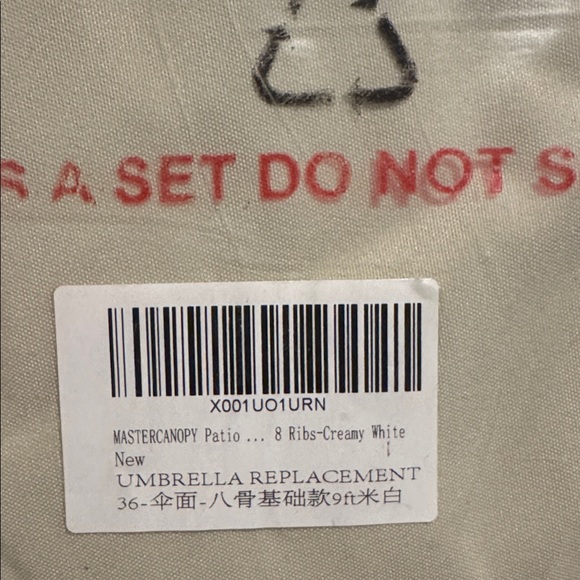 A SET DO NOT S
X001UO1URN
MASTERCANOPY Patio ... 8 Ribs-Creamy White
New
UMBRELLA REPLACEMENT
36-伞面-八骨基础款9ft米白